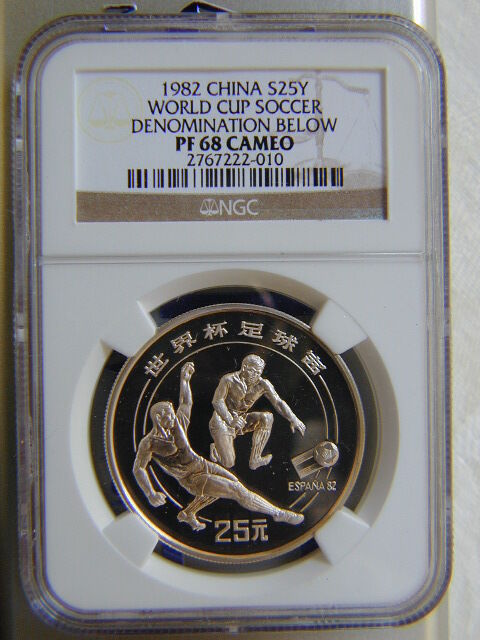 1982 CHINA S25Y
WORLD CUP SOCCER
DENOMINATION BELOW
PF 68 CAMEO
2767222-010
NGC
世界杯足球赛
ESPAÑA 82
25元